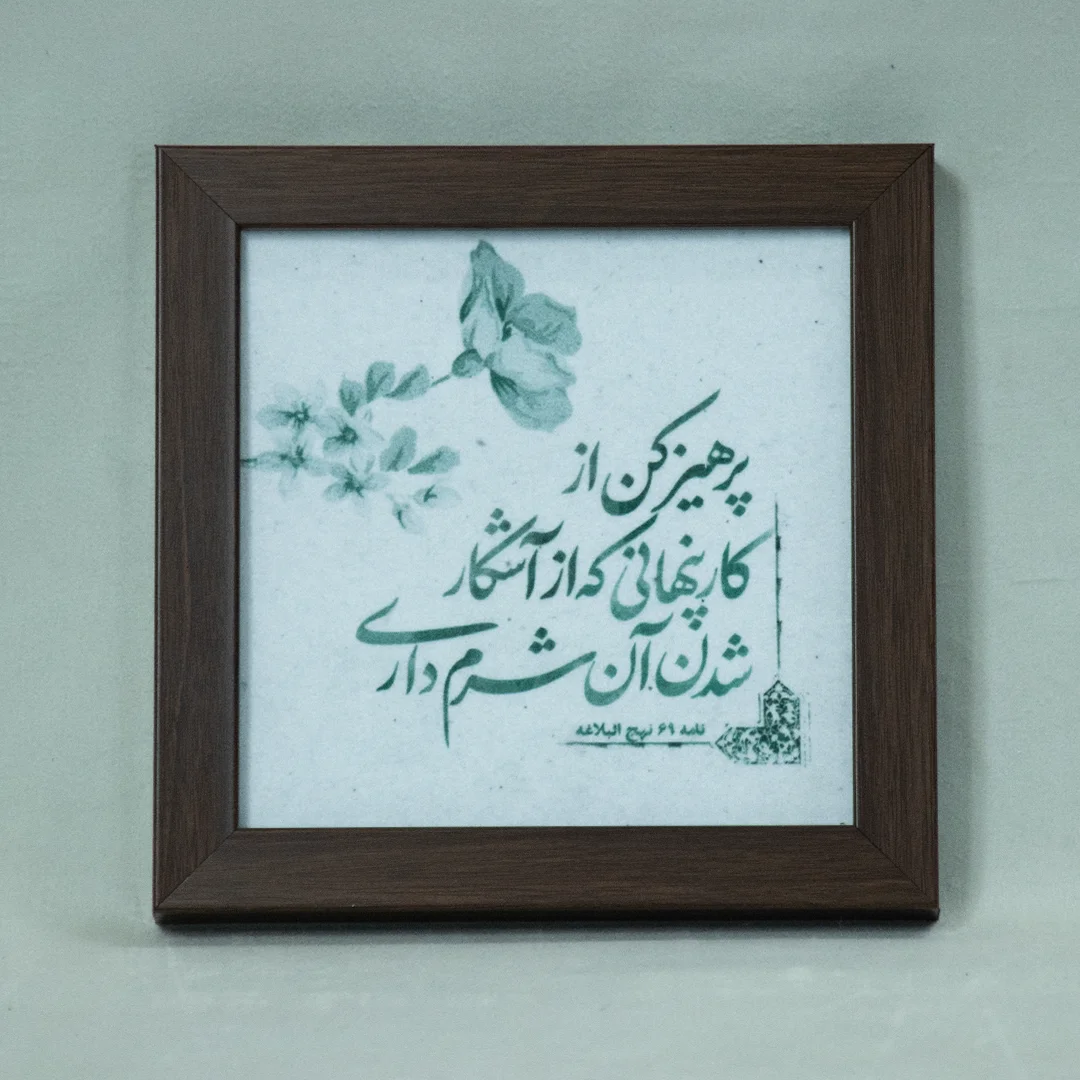 پرهیز کن از
کار پنهانی که از آشکار
شدن آن شرم داری
نامه ۶۹ نهج البلاغه